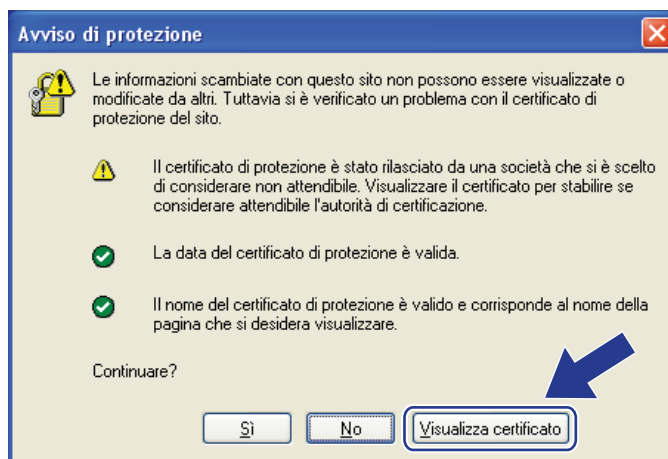 Avviso di protezione
Le informazioni scambiate con questo sito non possono essere visualizzate o
modificate da altri. Tuttavia si è verificato un problema con il certificato di
protezione del sito.
Il certificato di protezione è stato rilasciato da una società che si è scelto
di considerare non attendibile. Visualizzare il certificato per stabilire se
considerare attendibile l'autorità di certificazione.
La data del certificato di protezione è valida.
Il nome del certificato di protezione è valido e corrisponde al nome della
pagina che si desidera visualizzare.
Continuare?
Sì No Visualizza certificato